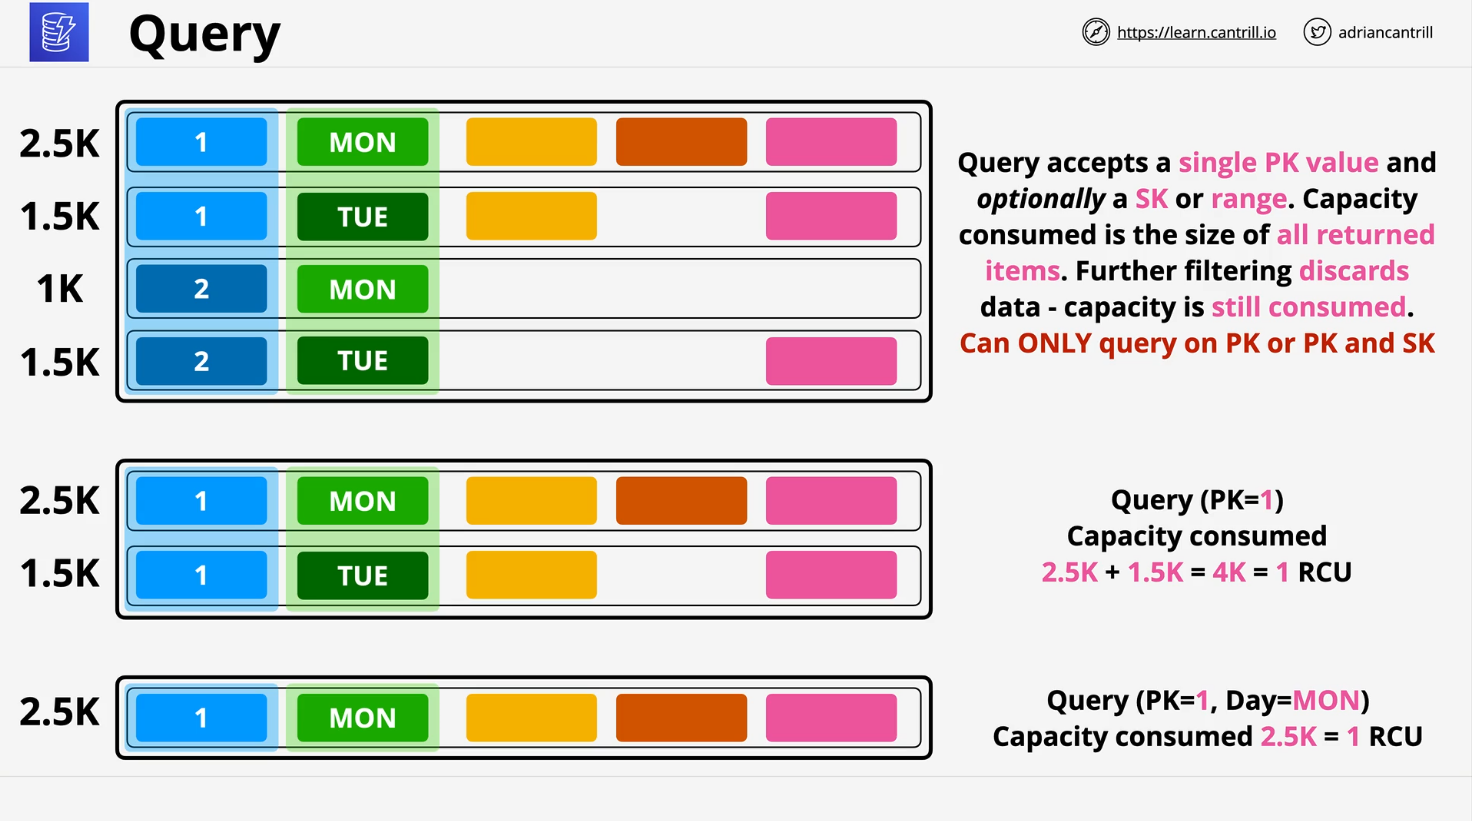 Query
https://learn.cantrill.io
adriancantrill
2.5K
1
MON
1.5K
1
TUE
1K
2
MON
1.5K
2
TUE
Query accepts a single PK value and
optionally a SK or range. Capacity
consumed is the size of all returned
items. Further filtering discards
data - capacity is still consumed.
Can ONLY query on PK or PK and SK
2.5K
1
MON
1.5K
1
TUE
Query (PK=1)
Capacity consumed
2.5K + 1.5K = 4K = 1 RCU
2.5K
1
MON
Query (PK=1, Day=MON)
Capacity consumed 2.5K = 1 RCU